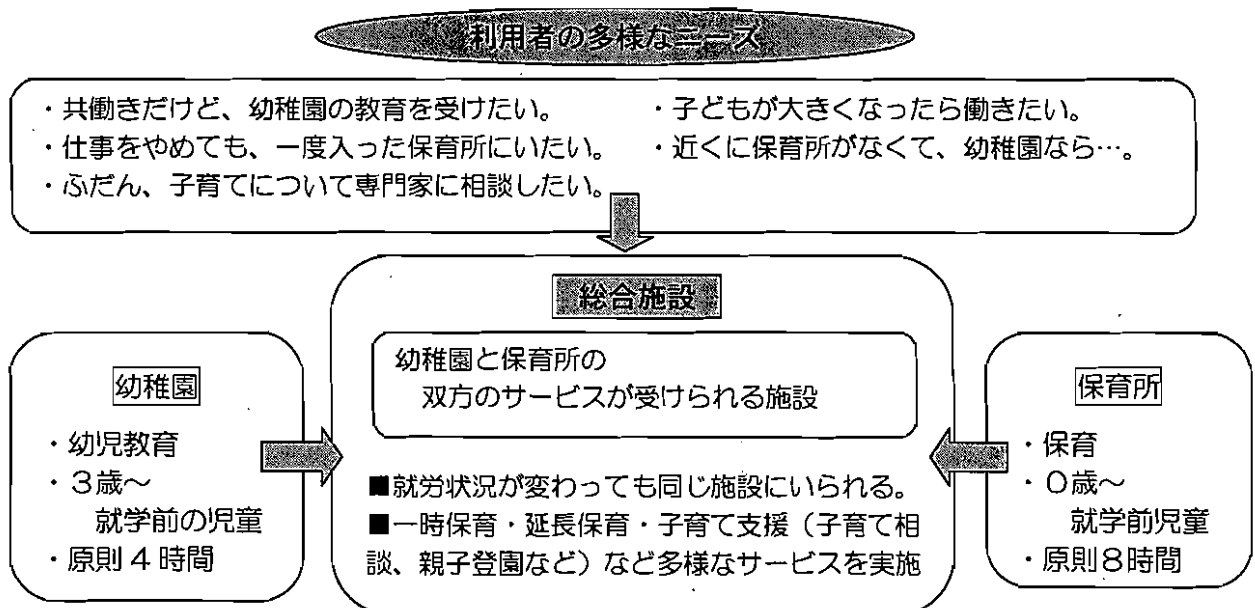 利用者の多様なニーズ
・共働きだけど、幼稚園の教育を受けたい。
・仕事をやめても、一度入った保育所にいたい。
・ふだん、子育てについて専門家に相談したい。
・子どもが大きくなったら働きたい。
・近くに保育所がなくて、幼稚園なら…。
幼稚園
・幼児教育
・3歳～
就学前の児童
・原則4時間
総合施設
幼稚園と保育所の
双方のサービスが受けられる施設
■就労状況が変わっても同じ施設にいられる。
■一時保育・延長保育・子育て支援（子育て相
談、親子登園など）など多様なサービスを実施
保育所
・保育
・0歳～
就学前児童
・原則8時間